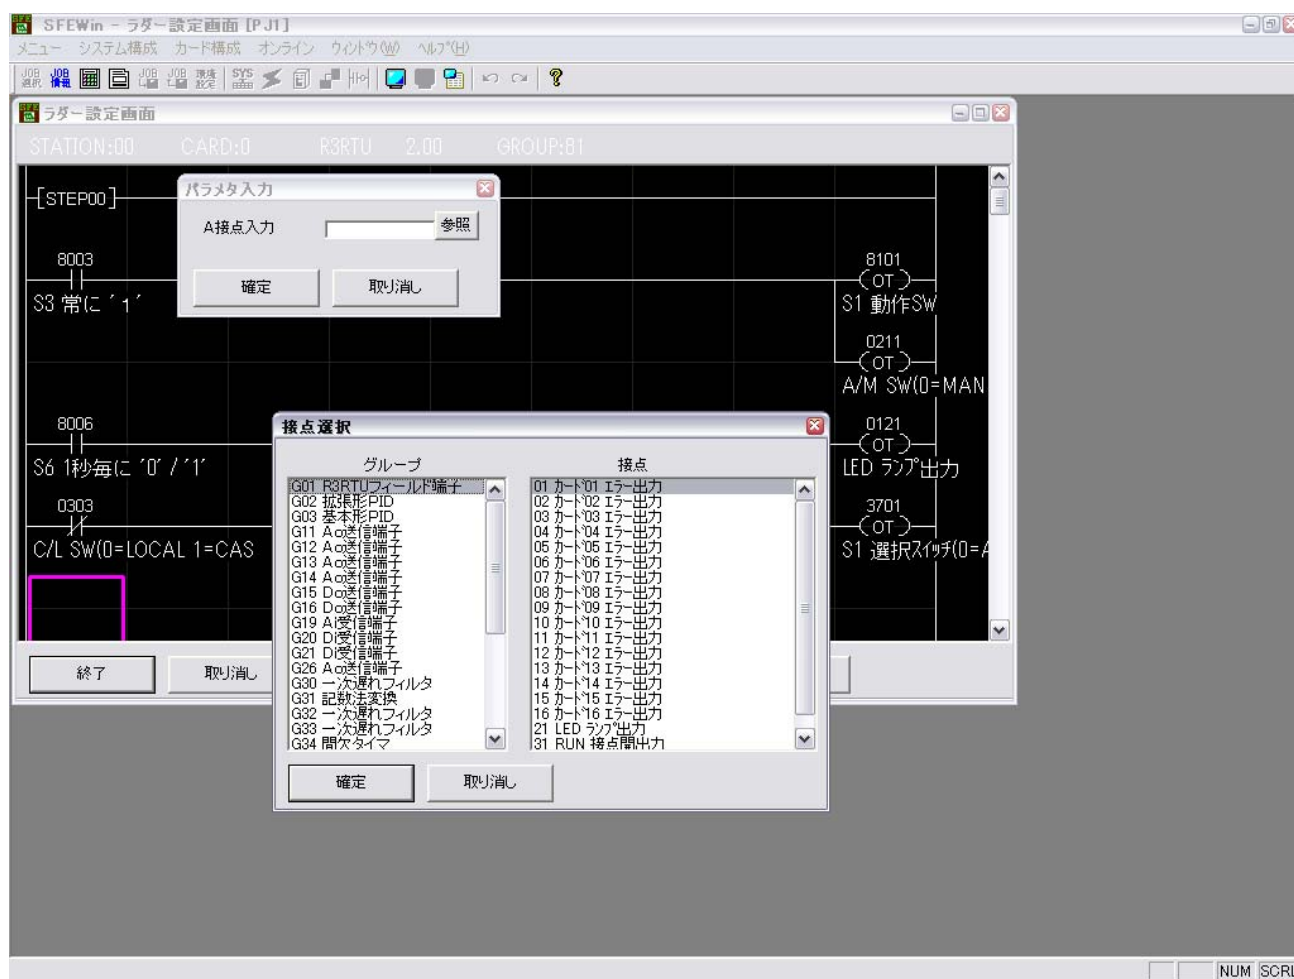 SFEWin - ラダー設定画面 [PJ1]
メニュー システム構成 カード構成 オンライン ウィンドウ(W) ヘルプ(H)
JOB選択 JOB情報 JOB JOB 環境設定 SYS
ラダー設定画面
STATION:00 CARD:0 R3RTU 2.00 GROUP:81
[STEP00]
パラメタ入力
A接点入力 参照
確定 取り消し
8003
S3 常に ´1´
8101
(OT)
S1 動作SW
0211
(OT)
A/M SW(0=MAN
8006
S6 1秒毎に ´0´/´1´
0121
(OT)
LED ランプ出力
0303
C/L SW(0=LOCAL 1=CAS
3701
(OT)
S1 選択スイッチ(0=A
終了 取り消し
接点選択
グループ
G01 R3RTUフィールド端子
G02 拡張形PID
G03 基本形PID
G11 Ao送信端子
G12 Ao送信端子
G13 Ao送信端子
G14 Ao送信端子
G15 Do送信端子
G16 Do送信端子
G19 Ai受信端子
G20 Di受信端子
G21 Di受信端子
G26 Ao送信端子
G30 一次遅れフィルタ
G31 記数法変換
G32 一次遅れフィルタ
G33 一次遅れフィルタ
G34 間欠タイマ
接点
01 カード01 エラー出力
02 カード02 エラー出力
03 カード03 エラー出力
04 カード04 エラー出力
05 カード05 エラー出力
06 カード06 エラー出力
07 カード07 エラー出力
08 カード08 エラー出力
09 カード09 エラー出力
10 カード10 エラー出力
11 カード11 エラー出力
12 カード12 エラー出力
13 カード13 エラー出力
14 カード14 エラー出力
15 カード15 エラー出力
16 カード16 エラー出力
21 LED ランプ出力
31 RUN 接点開出力
確定 取り消し
NUM SCRL